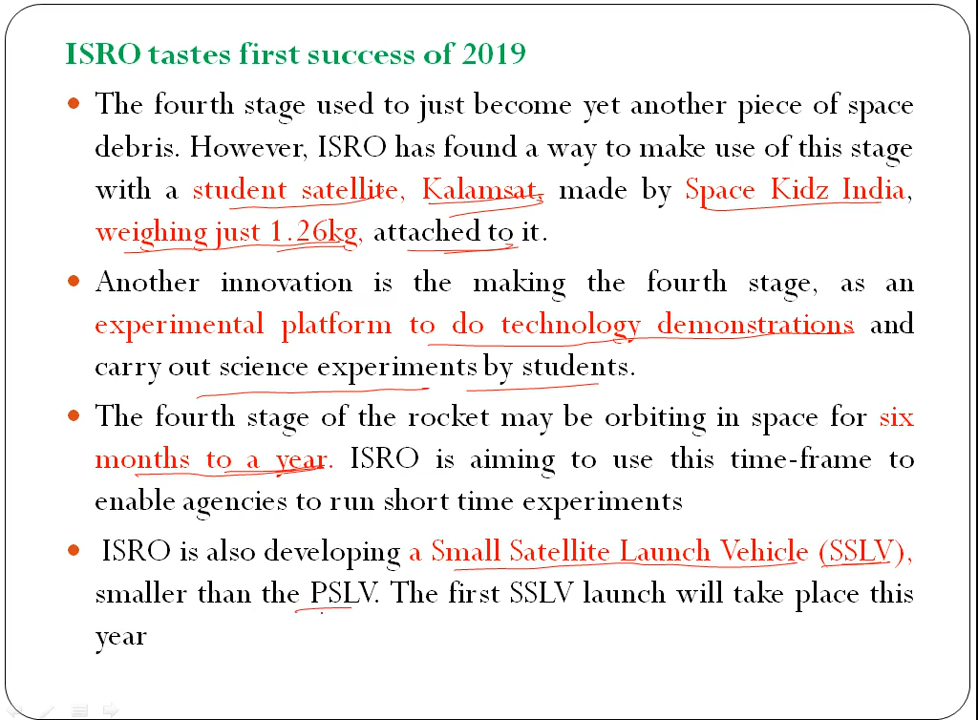 ISRO tastes first success of 2019
The fourth stage used to just become yet another piece of space
debris. However, ISRO has found a way to make use of this stage
with a student satellite, Kalamsat, made by Space Kidz India,
weighing just 1.26kg, attached to it.
Another innovation is the making the fourth stage, as an
experimental platform to do technology demonstrations and
carry out science experiments by students.
The fourth stage of the rocket may be orbiting in space for six
months to a year. ISRO is aiming to use this time-frame to
enable agencies to run short time experiments
ISRO is also developing a Small Satellite Launch Vehicle (SSLV),
smaller than the PSLV. The first SSLV launch will take place this
year